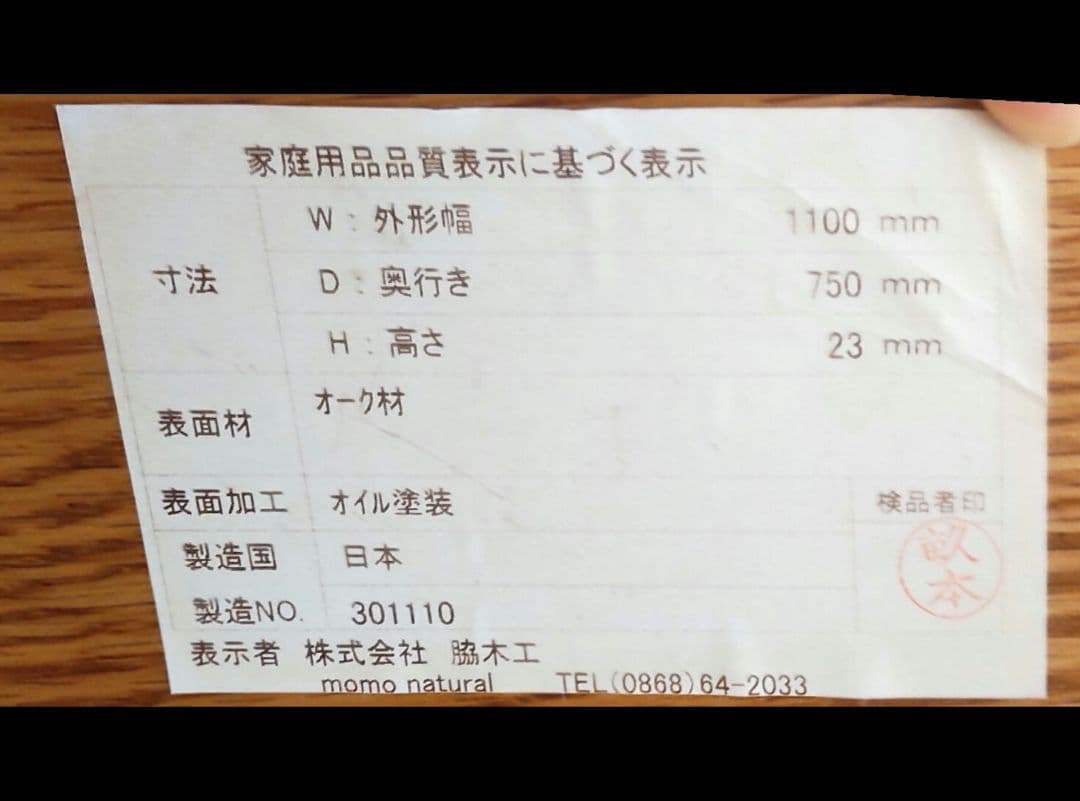 家庭用品品質表示に基づく表示
寸法
W：外形幅 1100 mm
D：奥行き 750 mm
H：高さ 23 mm
表面材 オーク材
表面加工 オイル塗装
検品者印
畝本
製造国 日本
製造NO. 301110
表示者 株式会社 脇木工
momo natural TEL(0868)64-2033